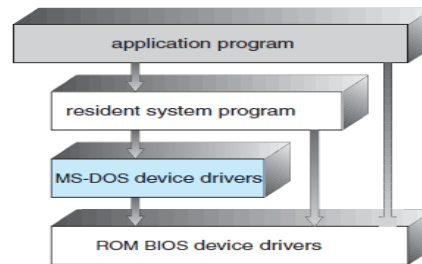 application program
resident system program
MS-DOS device drivers
ROM BIOS device drivers